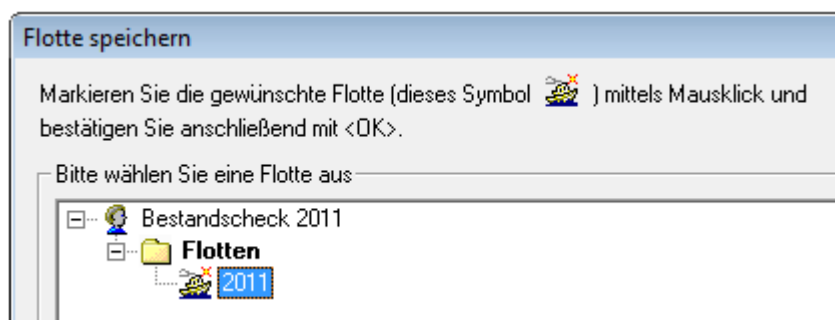 Flotte speichern
Markieren Sie die gewünschte Flotte (dieses Symbol ) mittels Mausklick und
bestätigen Sie anschließend mit <OK>.
Bitte wählen Sie eine Flotte aus
Bestandscheck 2011
Flotten
2011